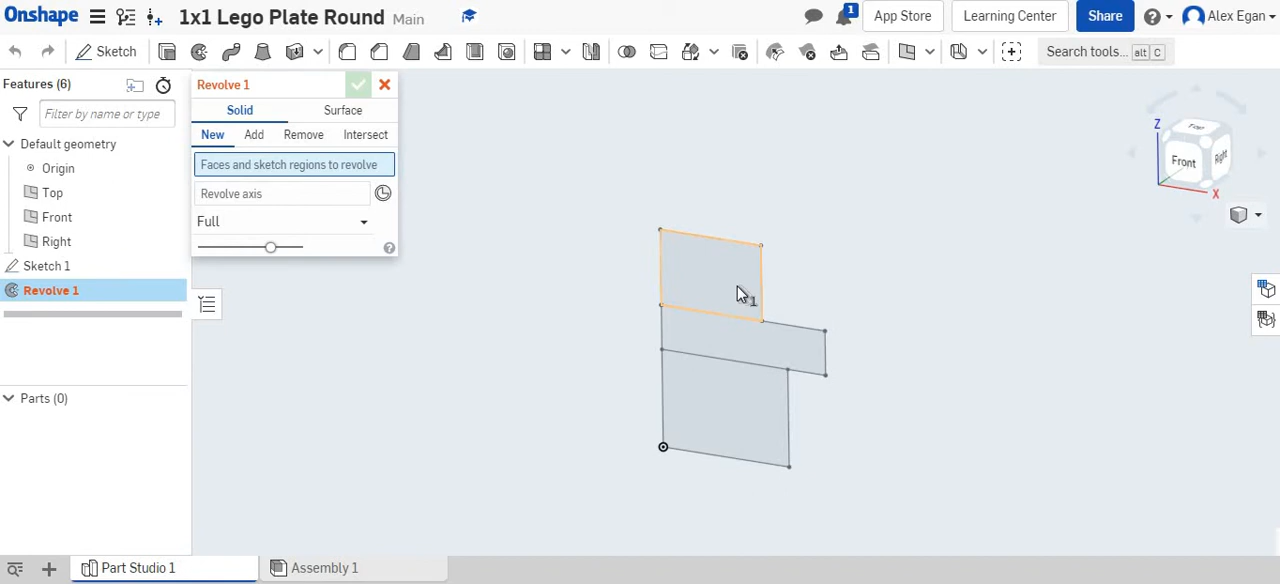 Onshape 1x1 Lego Plate Round Main 1 App Store Learning Center Share Alex Egan
Sketch Search tools... alt C
Features (6)
Filter by name or type
Default geometry
Origin
Top
Front
Right
Sketch 1
Revolve 1
Parts (0)
Revolve 1
Solid Surface
New Add Remove Intersect
Faces and sketch regions to revolve
Revolve axis
Full
1
Z
Front
Right
X
Part Studio 1 Assembly 1